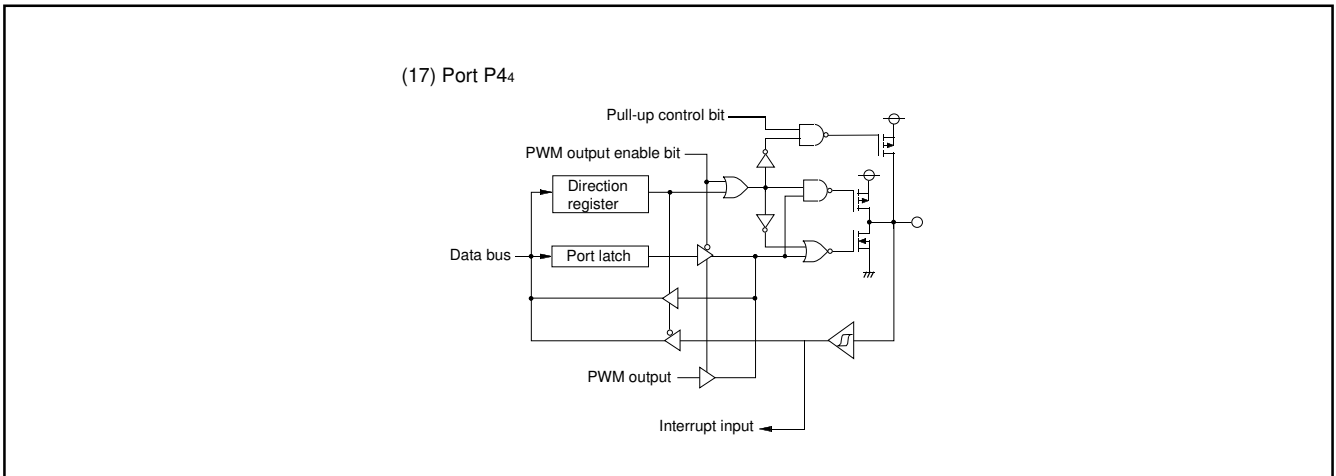 (17) Port P44
Pull-up control bit
PWM output enable bit
Direction
register
Data bus
Port latch
PWM output
Interrupt input